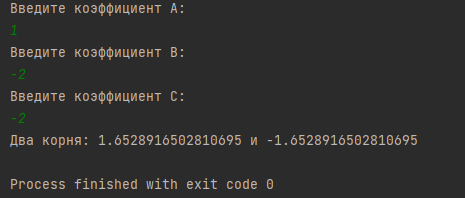 Введите коэффициент A:
1
Введите коэффициент B:
-2
Введите коэффициент C:
-2
Два корня: 1.6528916502810695 и -1.6528916502810695
Process finished with exit code 0